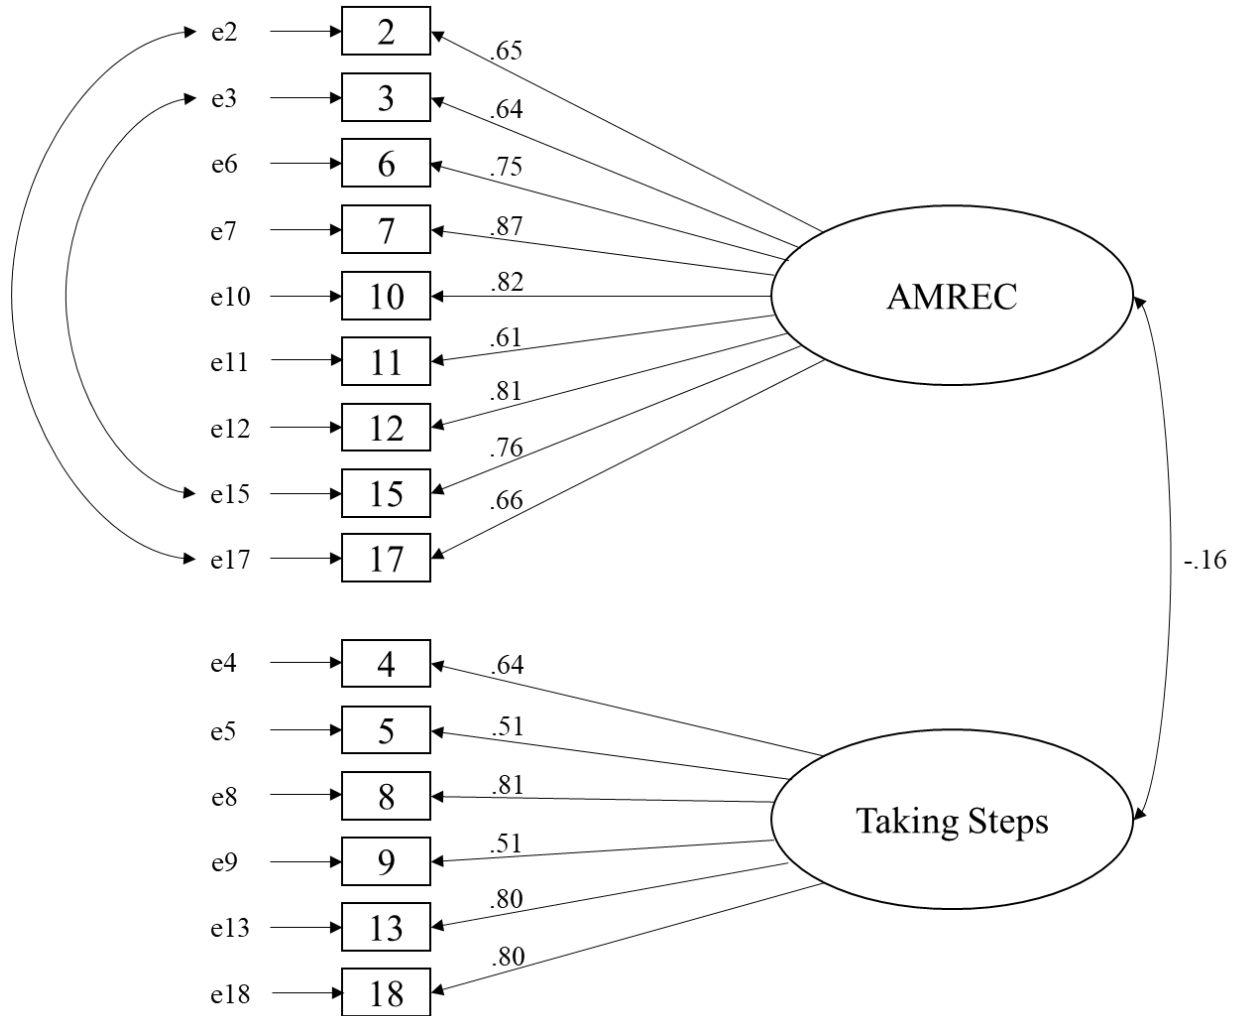 e2 2 .65
e3 3 .64
e6 6 .75
e7 7 .87
e10 10 .82
AMREC
e11 11 .61
e12 12 .81
e15 15 .76
e17 17 .66
-.16
e4 4 .64
e5 5 .51
e8 8 .81
Taking Steps
e9 9 .51
e13 13 .80
e18 18 .80